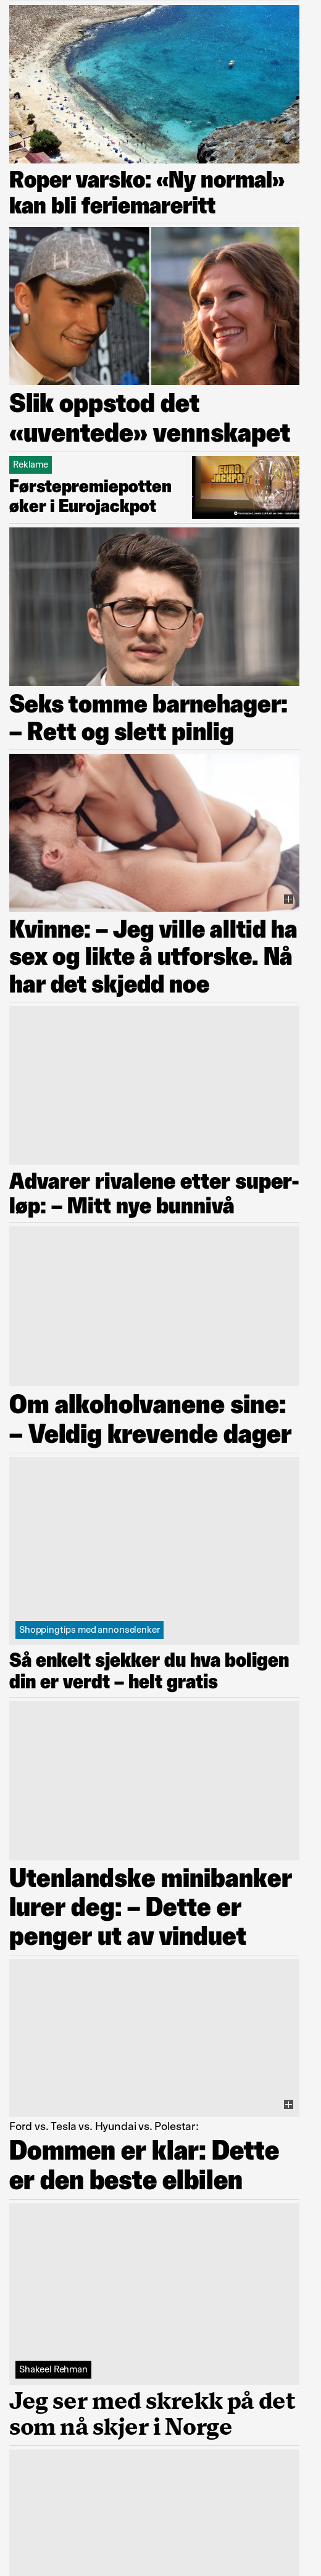 Roper varsko: «Ny normal»
kan bli feriemareritt
Slik oppstod det
«uventede» vennskapet
Reklame
Førstepremiepotten
øker i Eurojackpot
EURO
JACKPOT
Seks tomme barnehager:
– Rett og slett pinlig
Kvinne: – Jeg ville alltid ha
sex og likte å utforske. Nå
har det skjedd noe
Advarer rivalene etter super-
løp: – Mitt nye bunnivå
Om alkoholvanene sine:
– Veldig krevende dager
Shoppingtips med annonselenker
Så enkelt sjekker du hva boligen
din er verdt – helt gratis
Utenlandske minibanker
lurer deg: – Dette er
penger ut av vinduet
Ford vs. Tesla vs. Hyundai vs. Polestar:
Dommen er klar: Dette
er den beste elbilen
Shakeel Rehman
Jeg ser med skrekk på det
som nå skjer i Norge